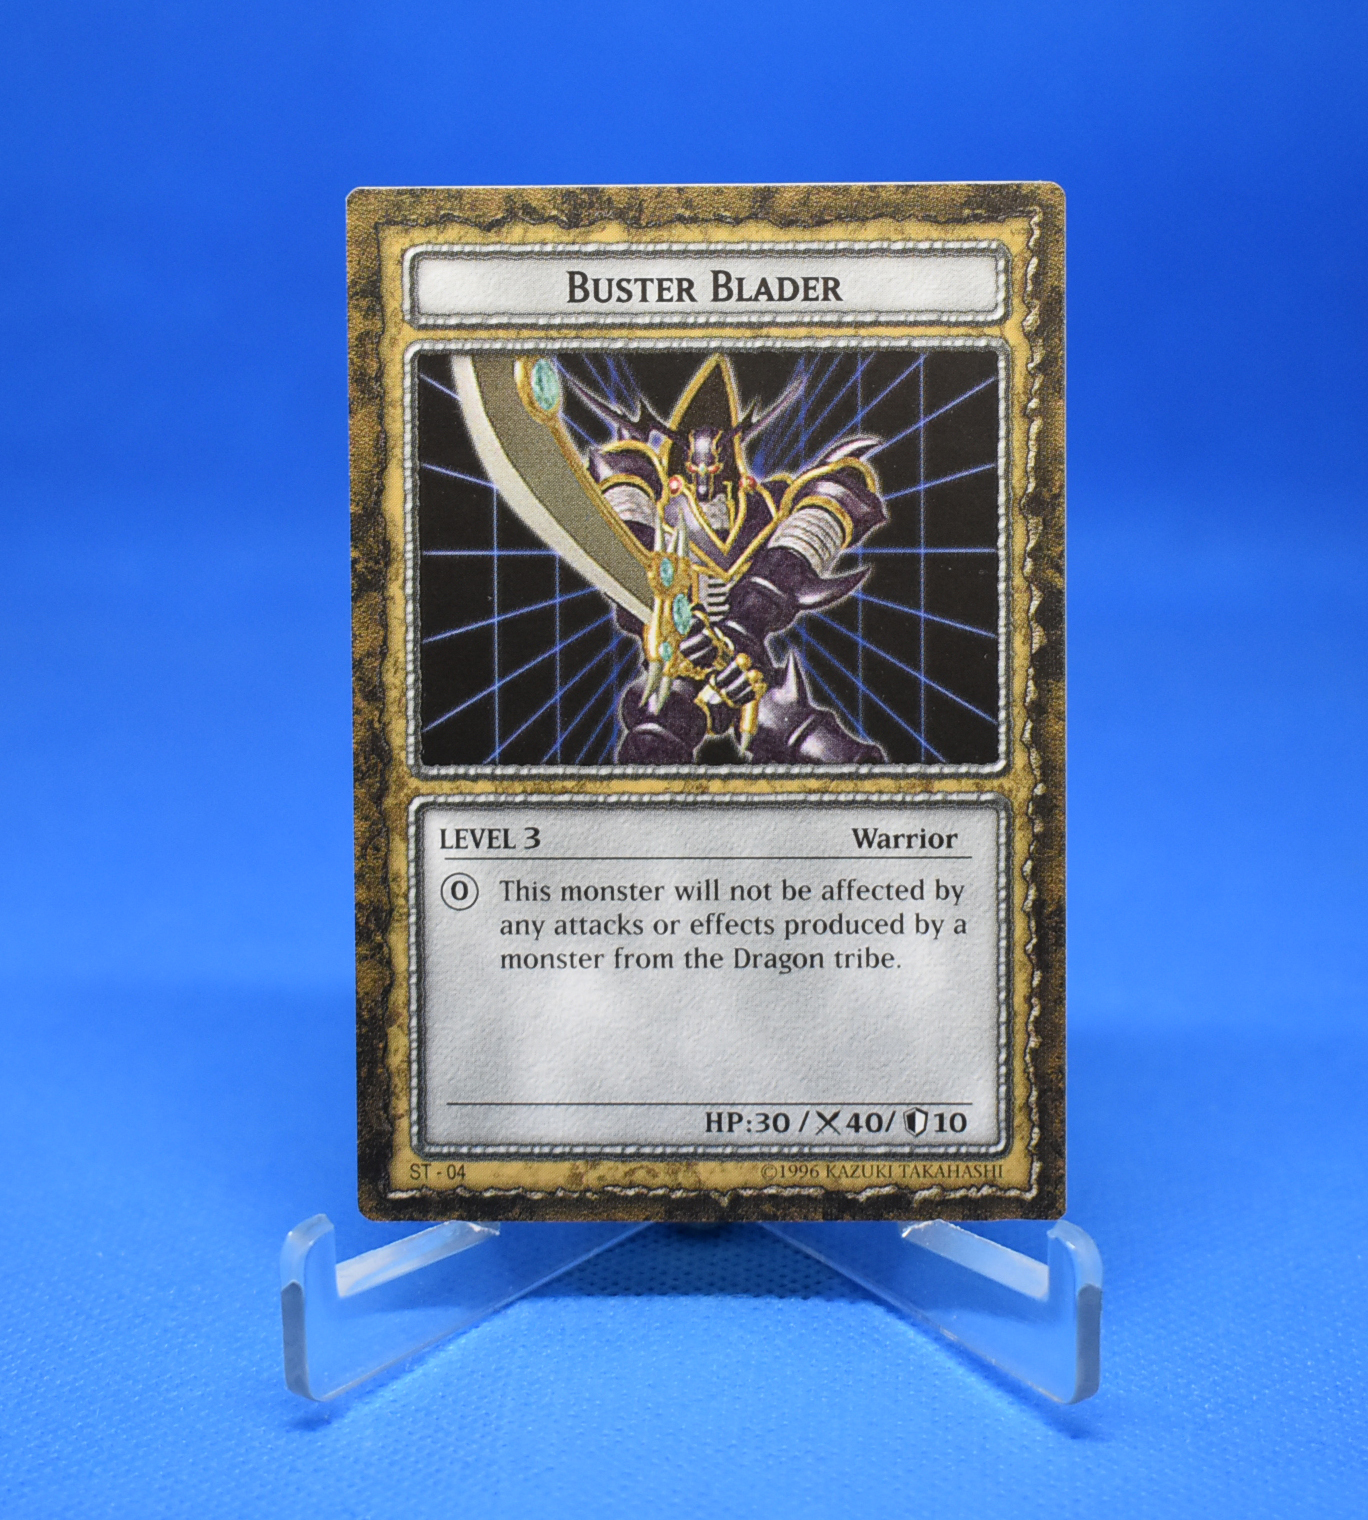 BUSTER BLADER
LEVEL 3 Warrior
O This monster will not be affected by
any attacks or effects produced by a
monster from the Dragon tribe.
HP:30 / 40/ 10
ST - 04 ©1996 KAZUKI TAKAHASHI